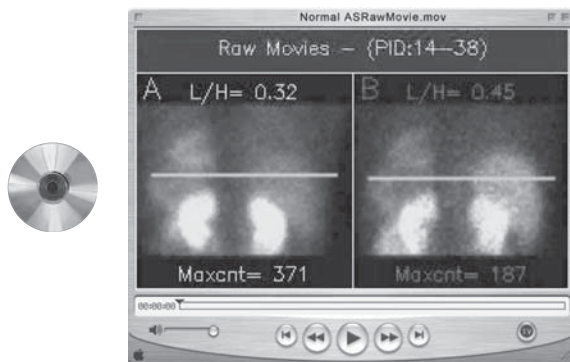 Normal ASRawMovie.mov
Raw Movies - (PID:14-38)
A L/H= 0.32
B L/H= 0.45
Maxcnt= 371
Maxcnt= 187
00:00:00